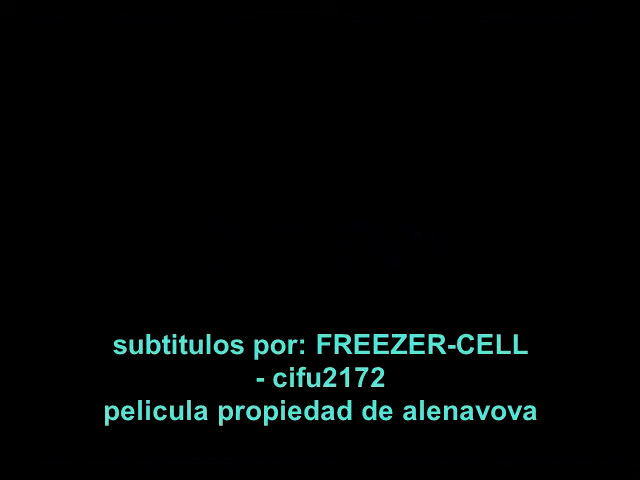 subtitulos por: FREEZER-CELL
- cifu2172
pelicula propiedad de alenavova